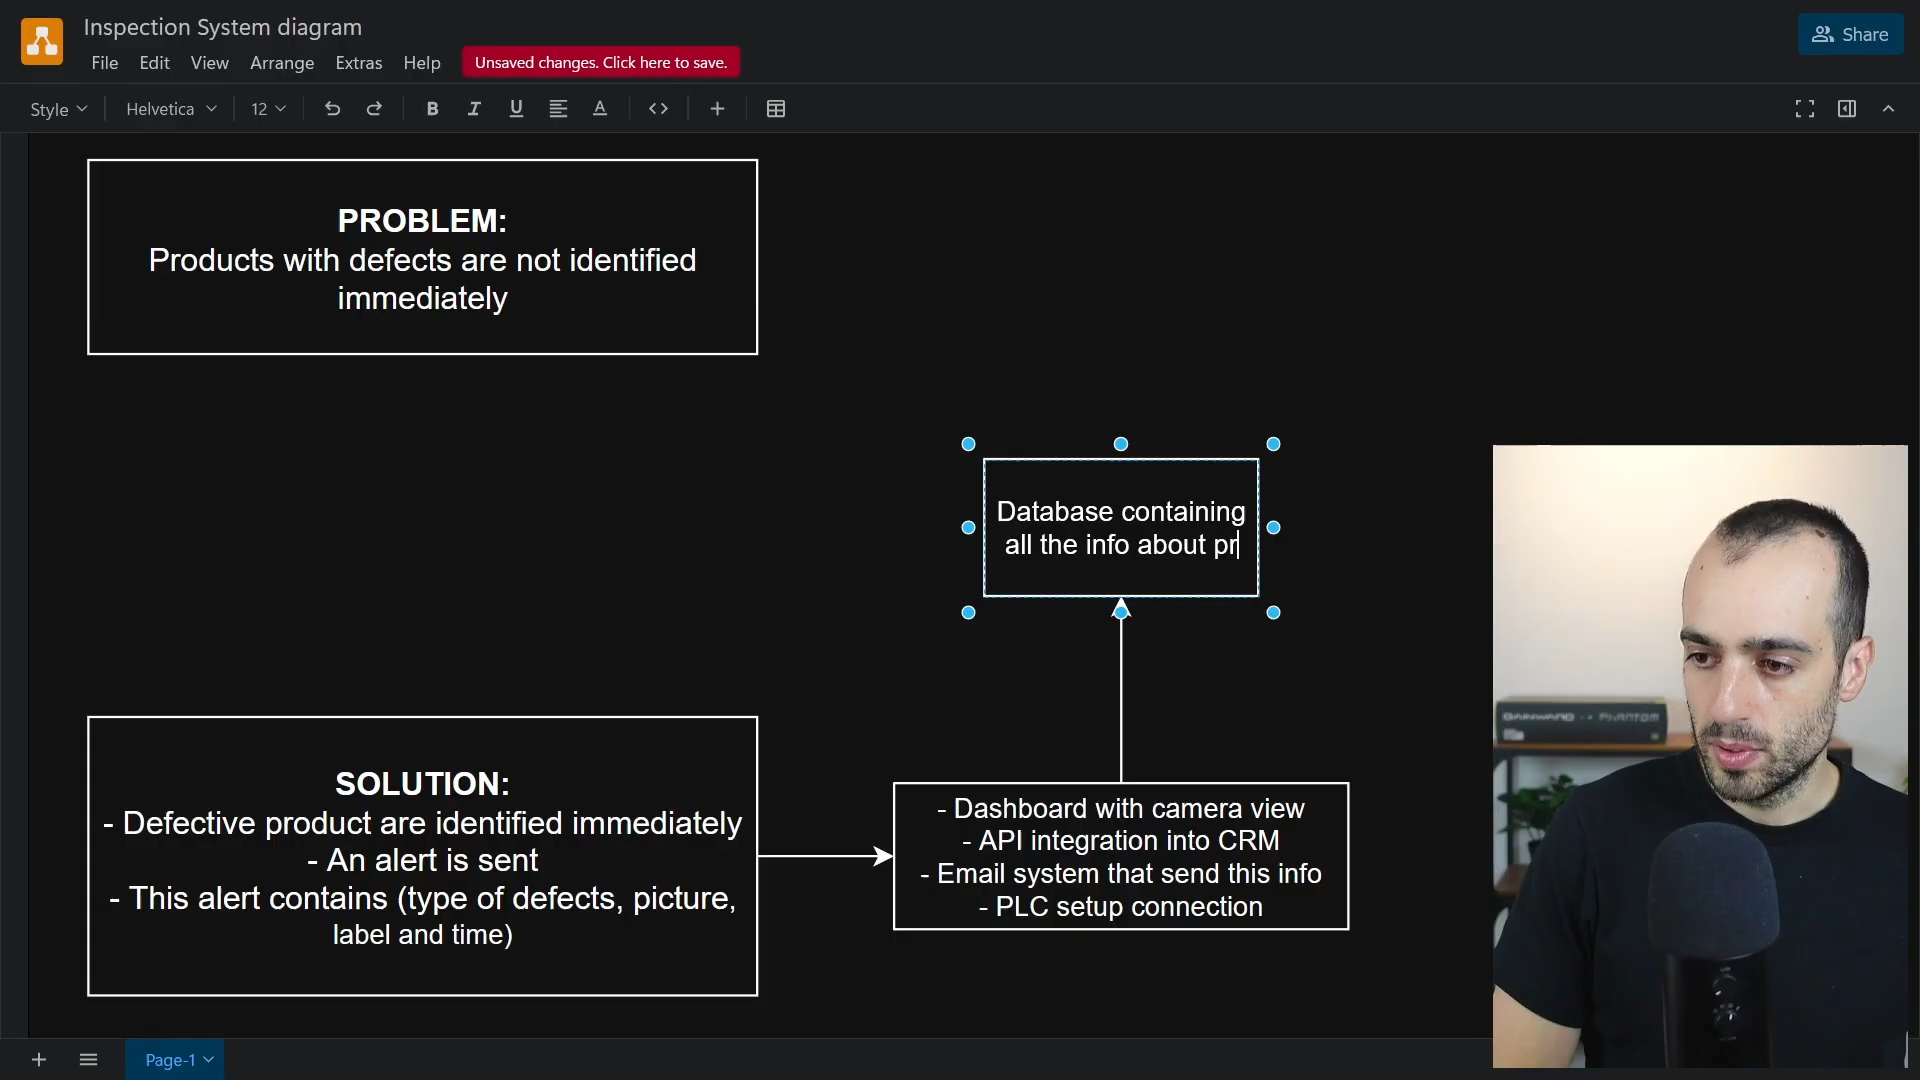 Inspection System diagram
File Edit View Arrange Extras Help Unsaved changes. Click here to save.
Share
Style Helvetica 12 B I U A
PROBLEM:
Products with defects are not identified
immediately
Database containing
all the info about pr
SOLUTION:
- Defective product are identified immediately
- An alert is sent
- This alert contains (type of defects, picture,
label and time)
- Dashboard with camera view
- API integration into CRM
- Email system that send this info
- PLC setup connection
GAINWARD PHANTOM
Page-1